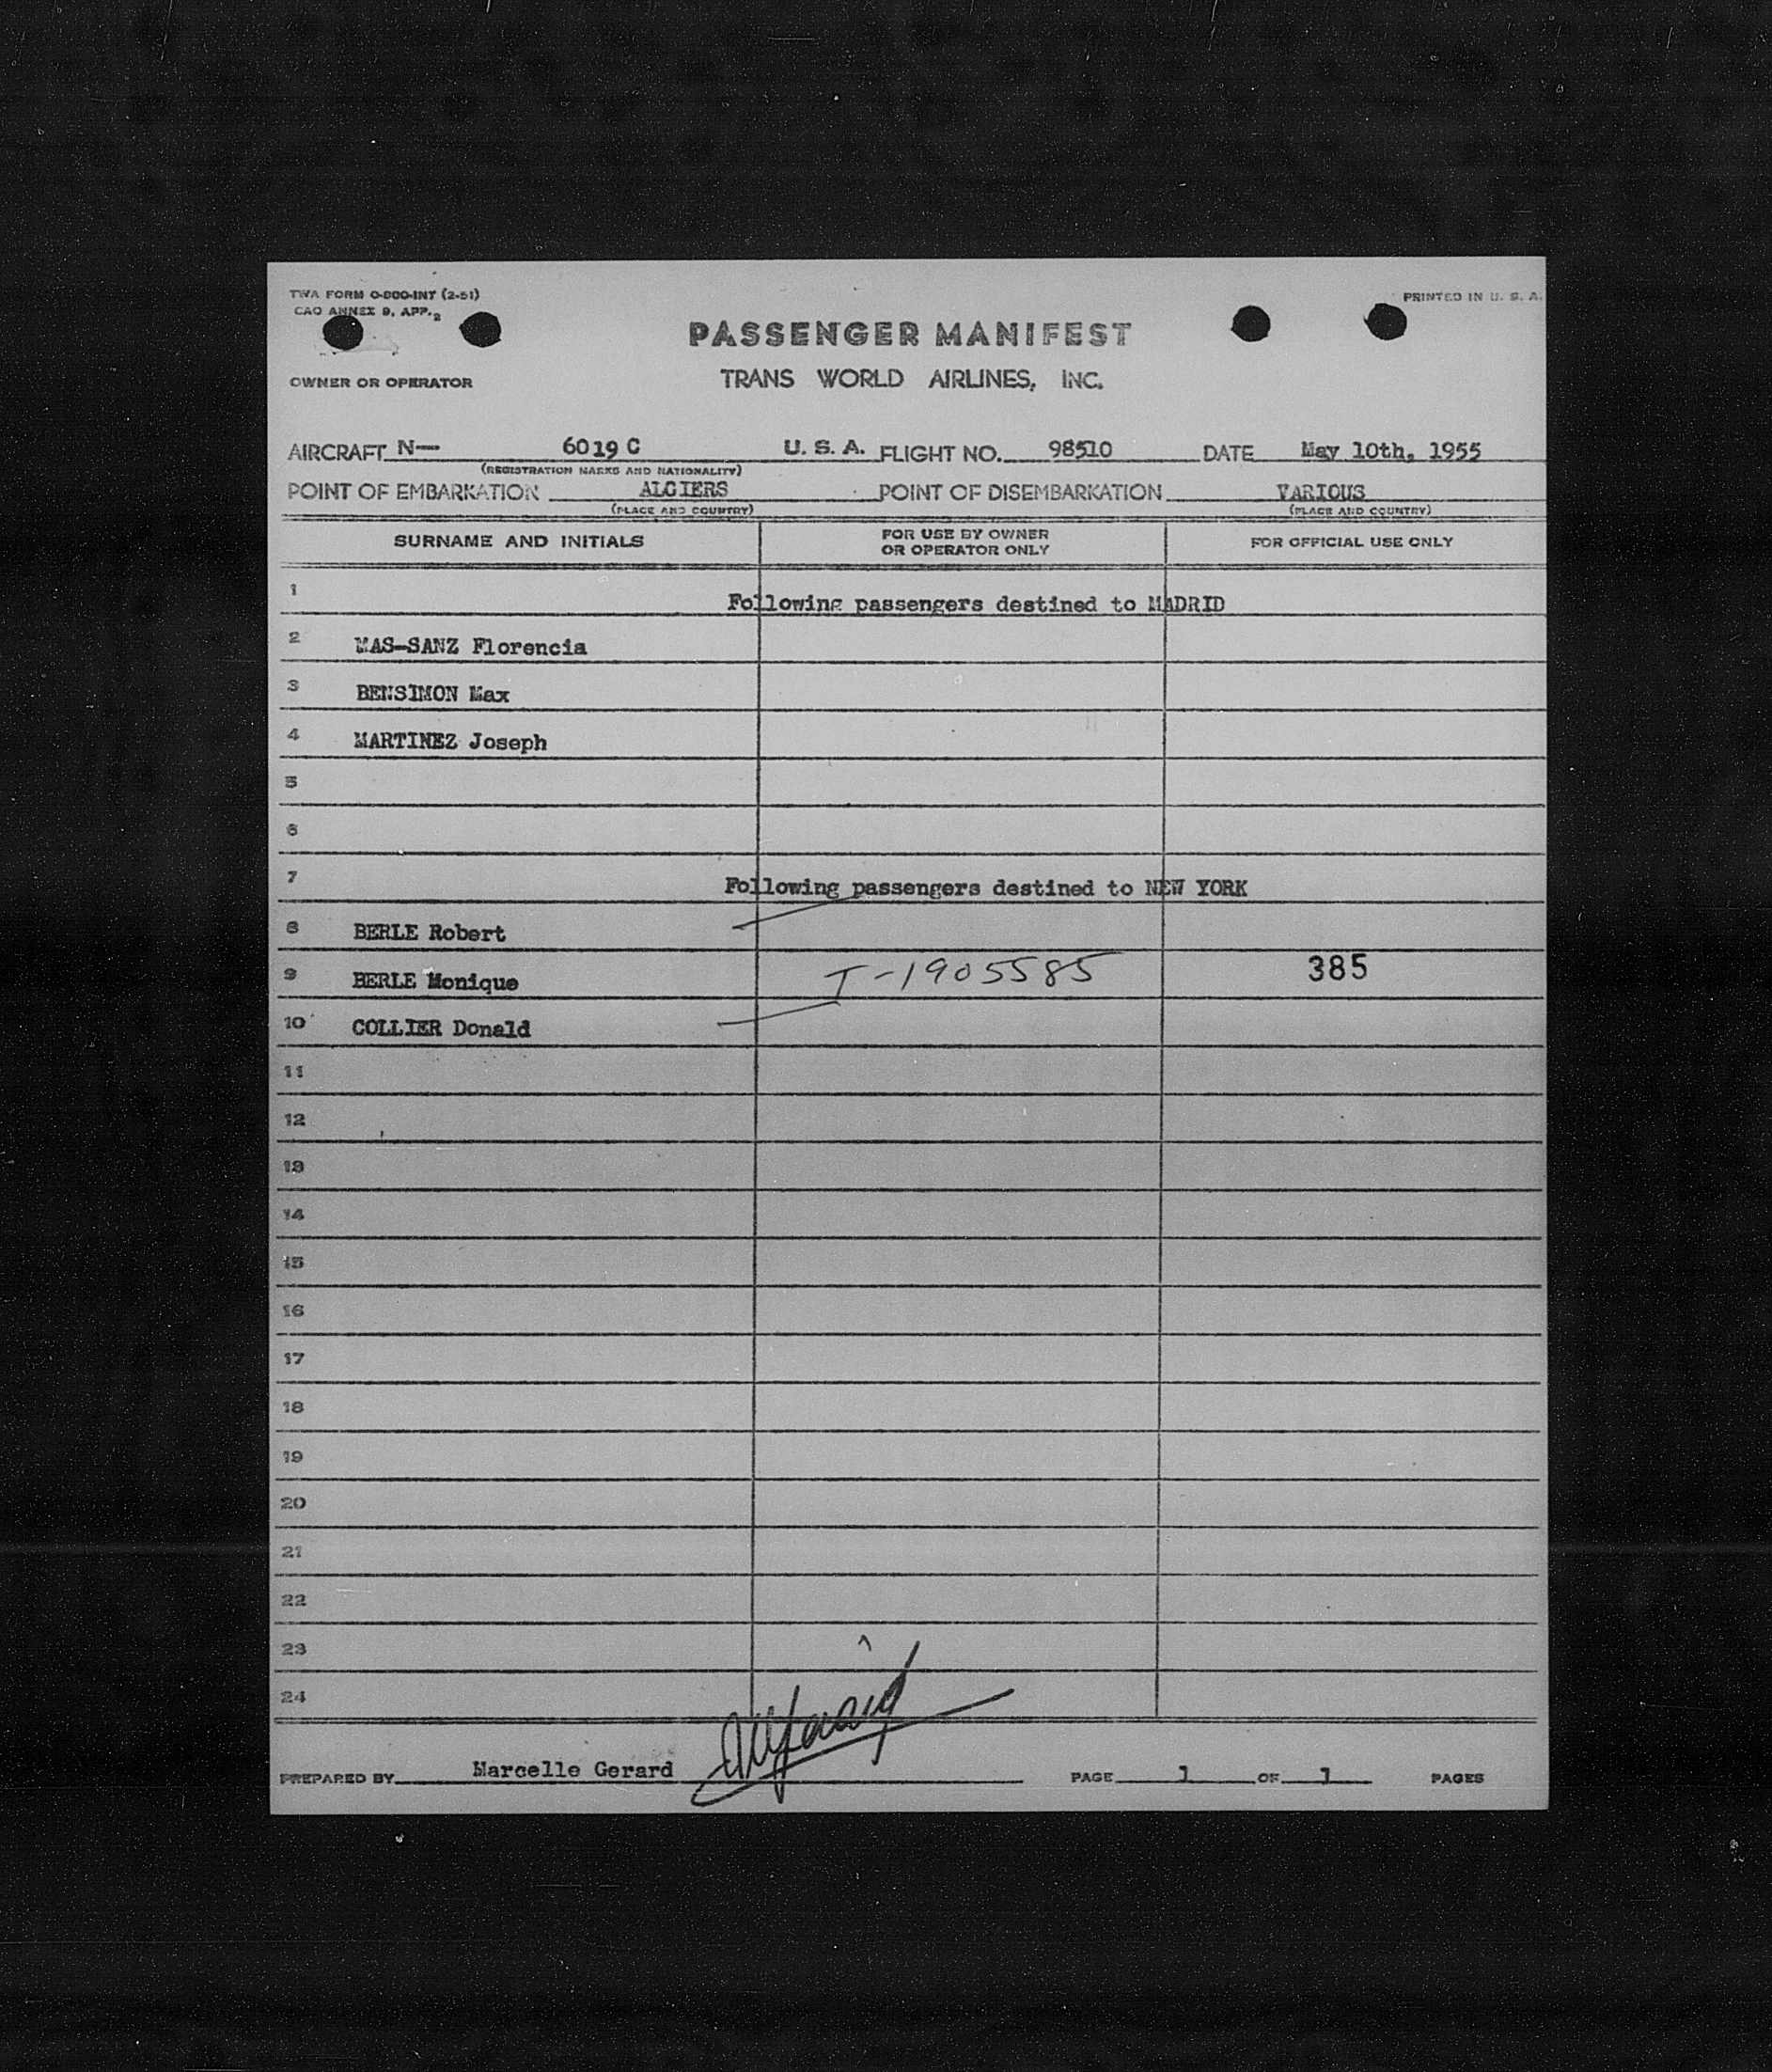 TWA FORM O-800-INT (2-51)
PRINTED IN U. S. A.
CAO ANNEX 9, APP. 2
PASSENGER MANIFEST
OWNER OR OPERATOR
TRANS WORLD AIRLINES, INC.
AIRCRAFT N— 6019 C U. S. A. FLIGHT NO. 98510 DATE May 10th, 1955
(REGISTRATION MARKS AND NATIONALITY)
POINT OF EMBARKATION ALGIERS POINT OF DISEMBARKATION VARIOUS
(PLACE AND COUNTRY) (PLACE AND COUNTRY)
SURNAME AND INITIALS
FOR USE BY OWNER
OR OPERATOR ONLY
FOR OFFICIAL USE ONLY
1 Following passengers destined to MADRID
2 MAS-SANZ Florencia
3 BENSIMON Max
4 MARTINEZ Joseph
5
6
7 Following passengers destined to NEW YORK
8 BERLE Robert
9 BERLE Monique T-1905585 385
10 COLLIER Donald
11
12
13
14
15
16
17
18
19
20
21
22
23
24
PREPARED BY Marcelle Gerard PAGE 1 OF 1 PAGES